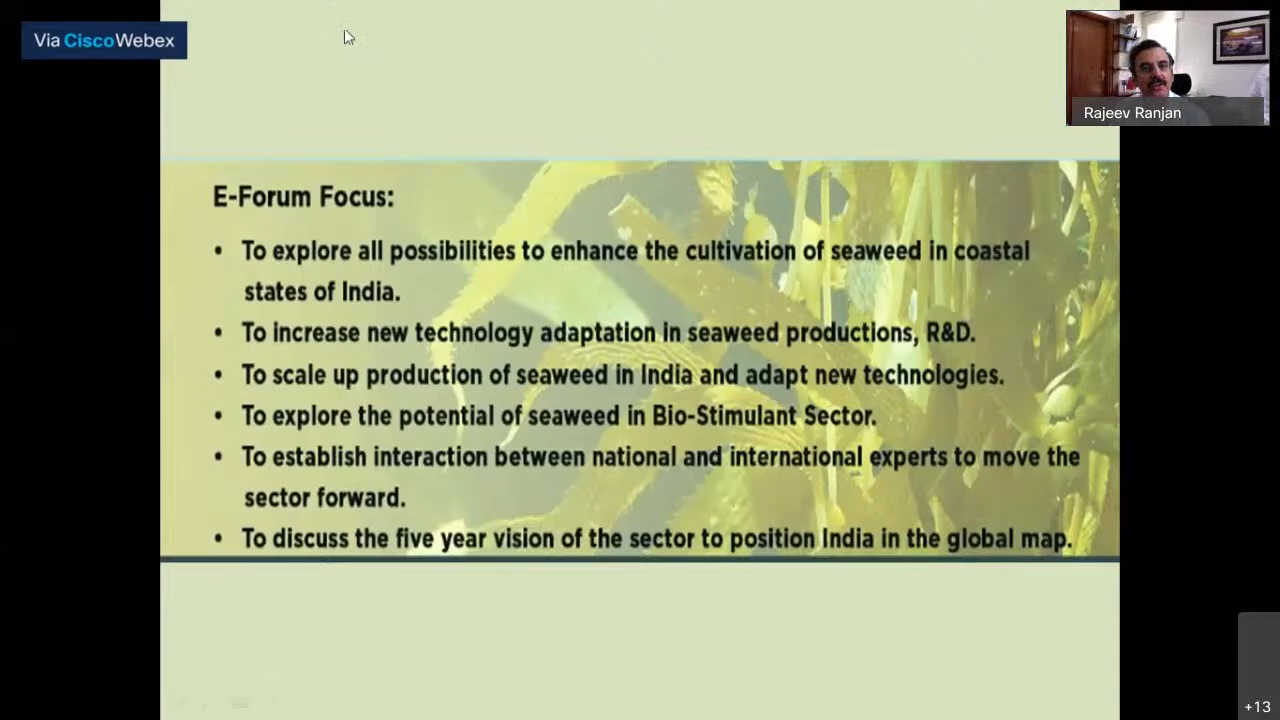 Via CiscoWebex
Rajeev Ranjan
E-Forum Focus:
• To explore all possibilities to enhance the cultivation of seaweed in coastal
states of India.
• To increase new technology adaptation in seaweed productions, R&D.
• To scale up production of seaweed in India and adapt new technologies.
• To explore the potential of seaweed in Bio-Stimulant Sector.
• To establish interaction between national and international experts to move the
sector forward.
• To discuss the five year vision of the sector to position India in the global map.
+13